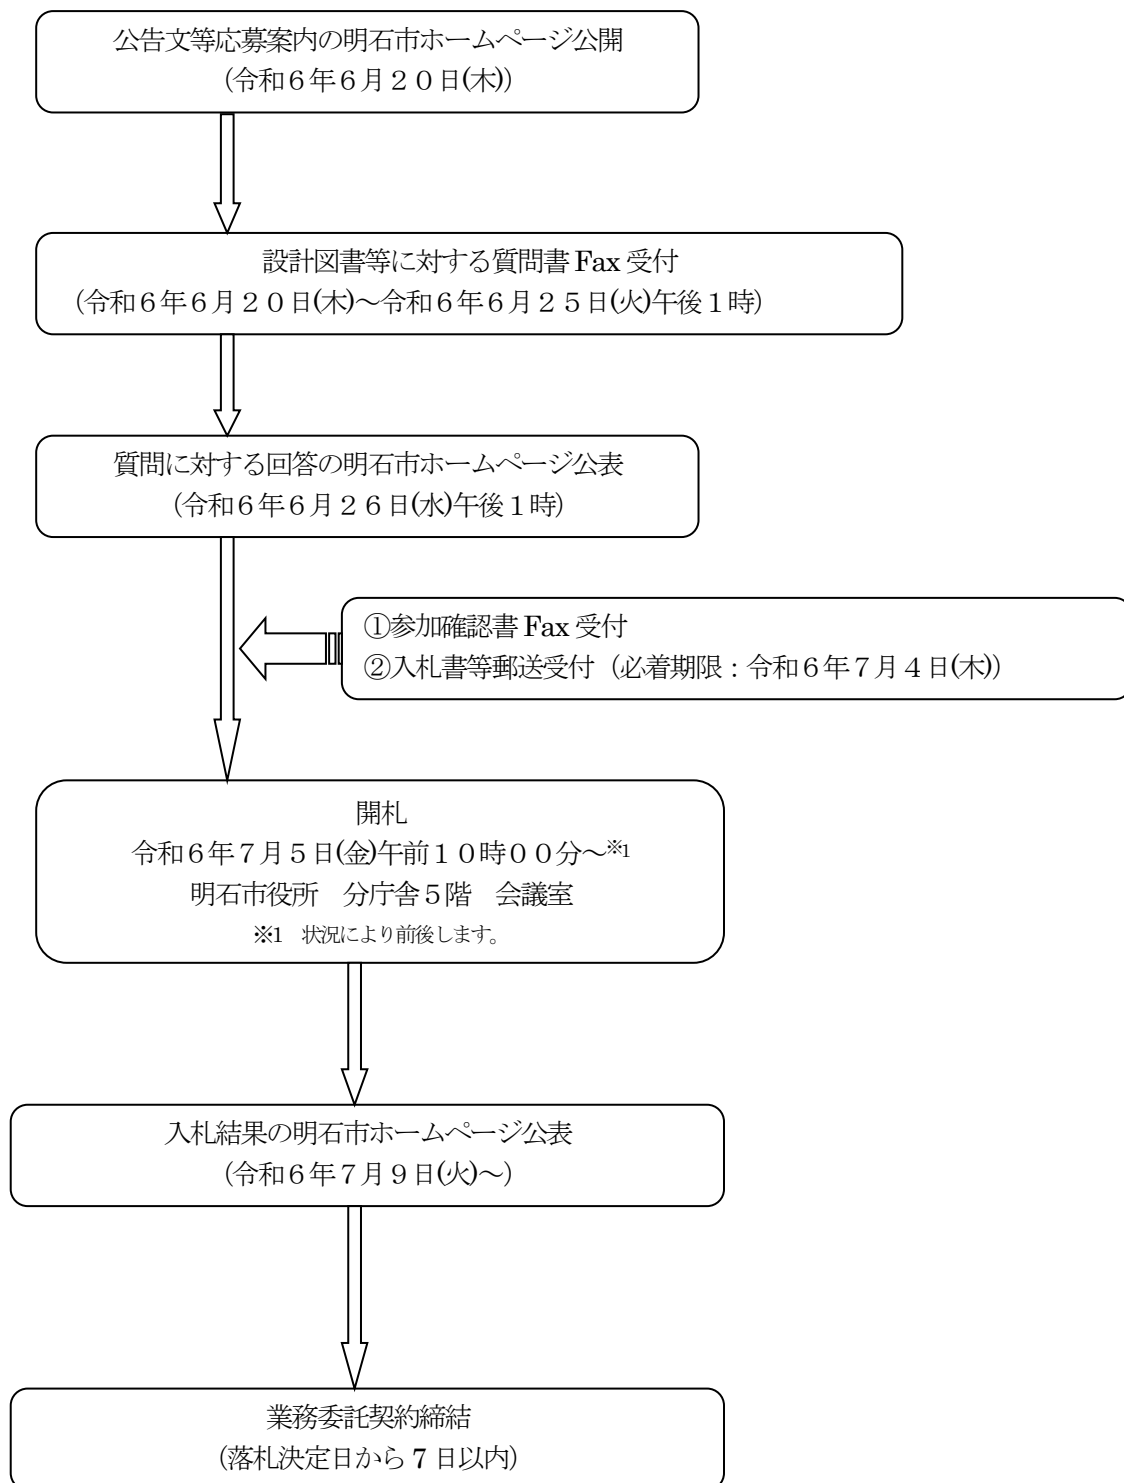 公告文等応募案内の明石市ホームページ公開
（令和６年６月２０日(木)）
設計図書等に対する質問書 Fax 受付
（令和６年６月２０日(木)～令和６年６月２５日(火)午後１時）
質問に対する回答の明石市ホームページ公表
（令和６年６月２６日(水)午後１時）
①参加確認書 Fax 受付
②入札書等郵送受付（必着期限：令和６年７月４日(木)）
開札
令和６年７月５日(金)午前１０時００分～※1
明石市役所　分庁舎５階　会議室
※1　状況により前後します。
入札結果の明石市ホームページ公表
（令和６年７月９日(火)～）
業務委託契約締結
（落札決定日から 7 日以内）